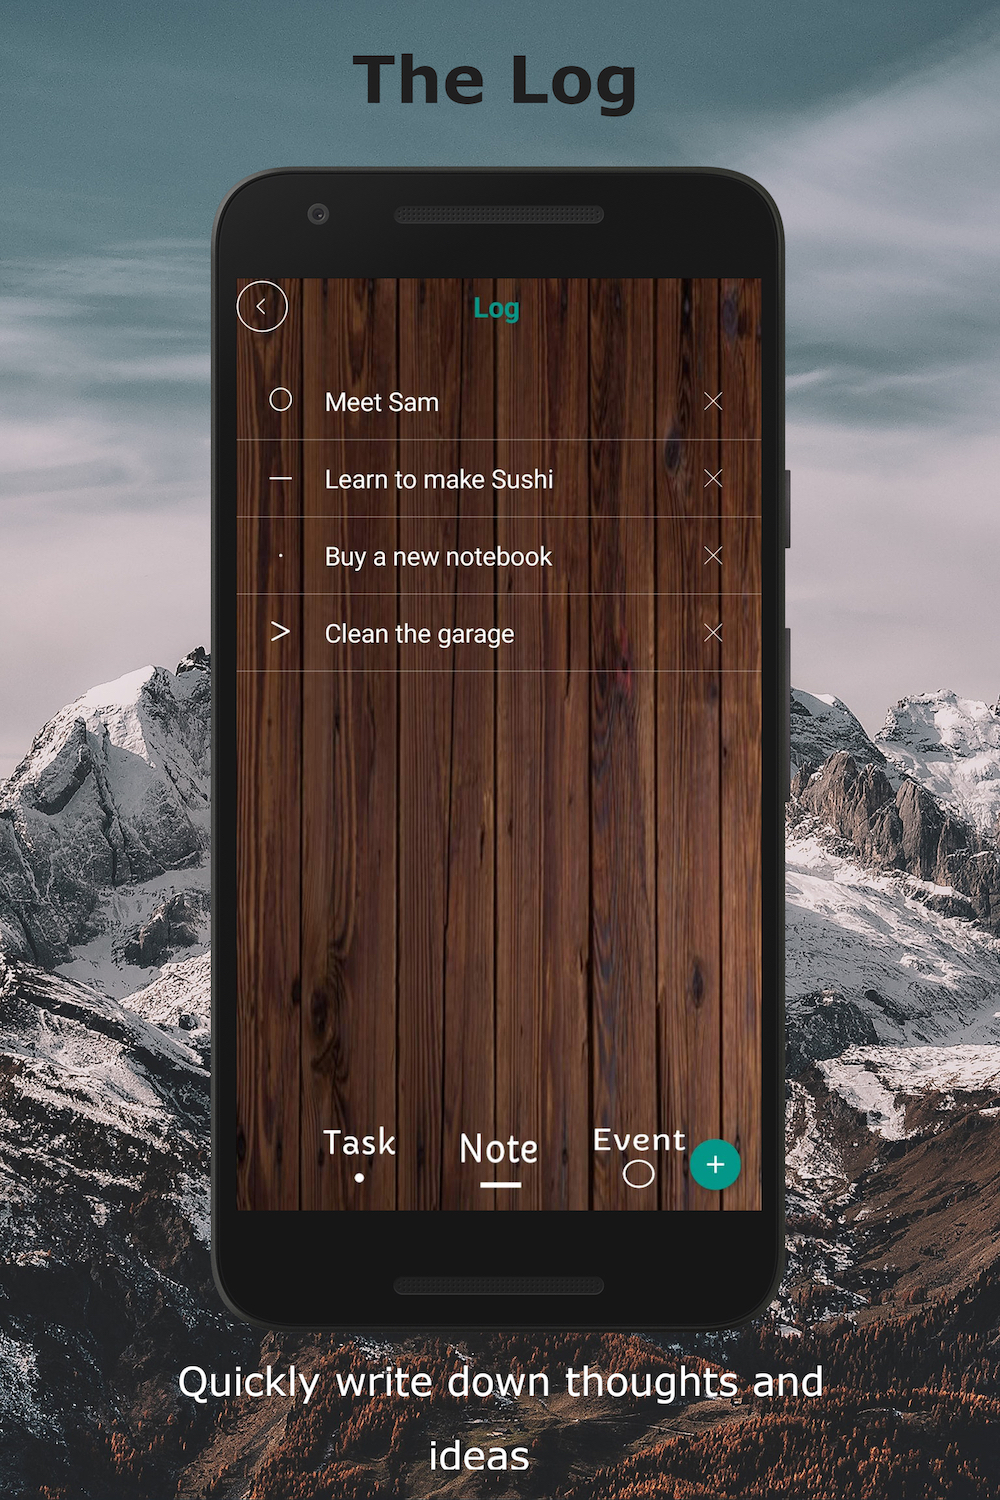 The Log
Log
Meet Sam
Learn to make Sushi
Buy a new notebook
Clean the garage
Task
Note
Event
Quickly write down thoughts and
ideas